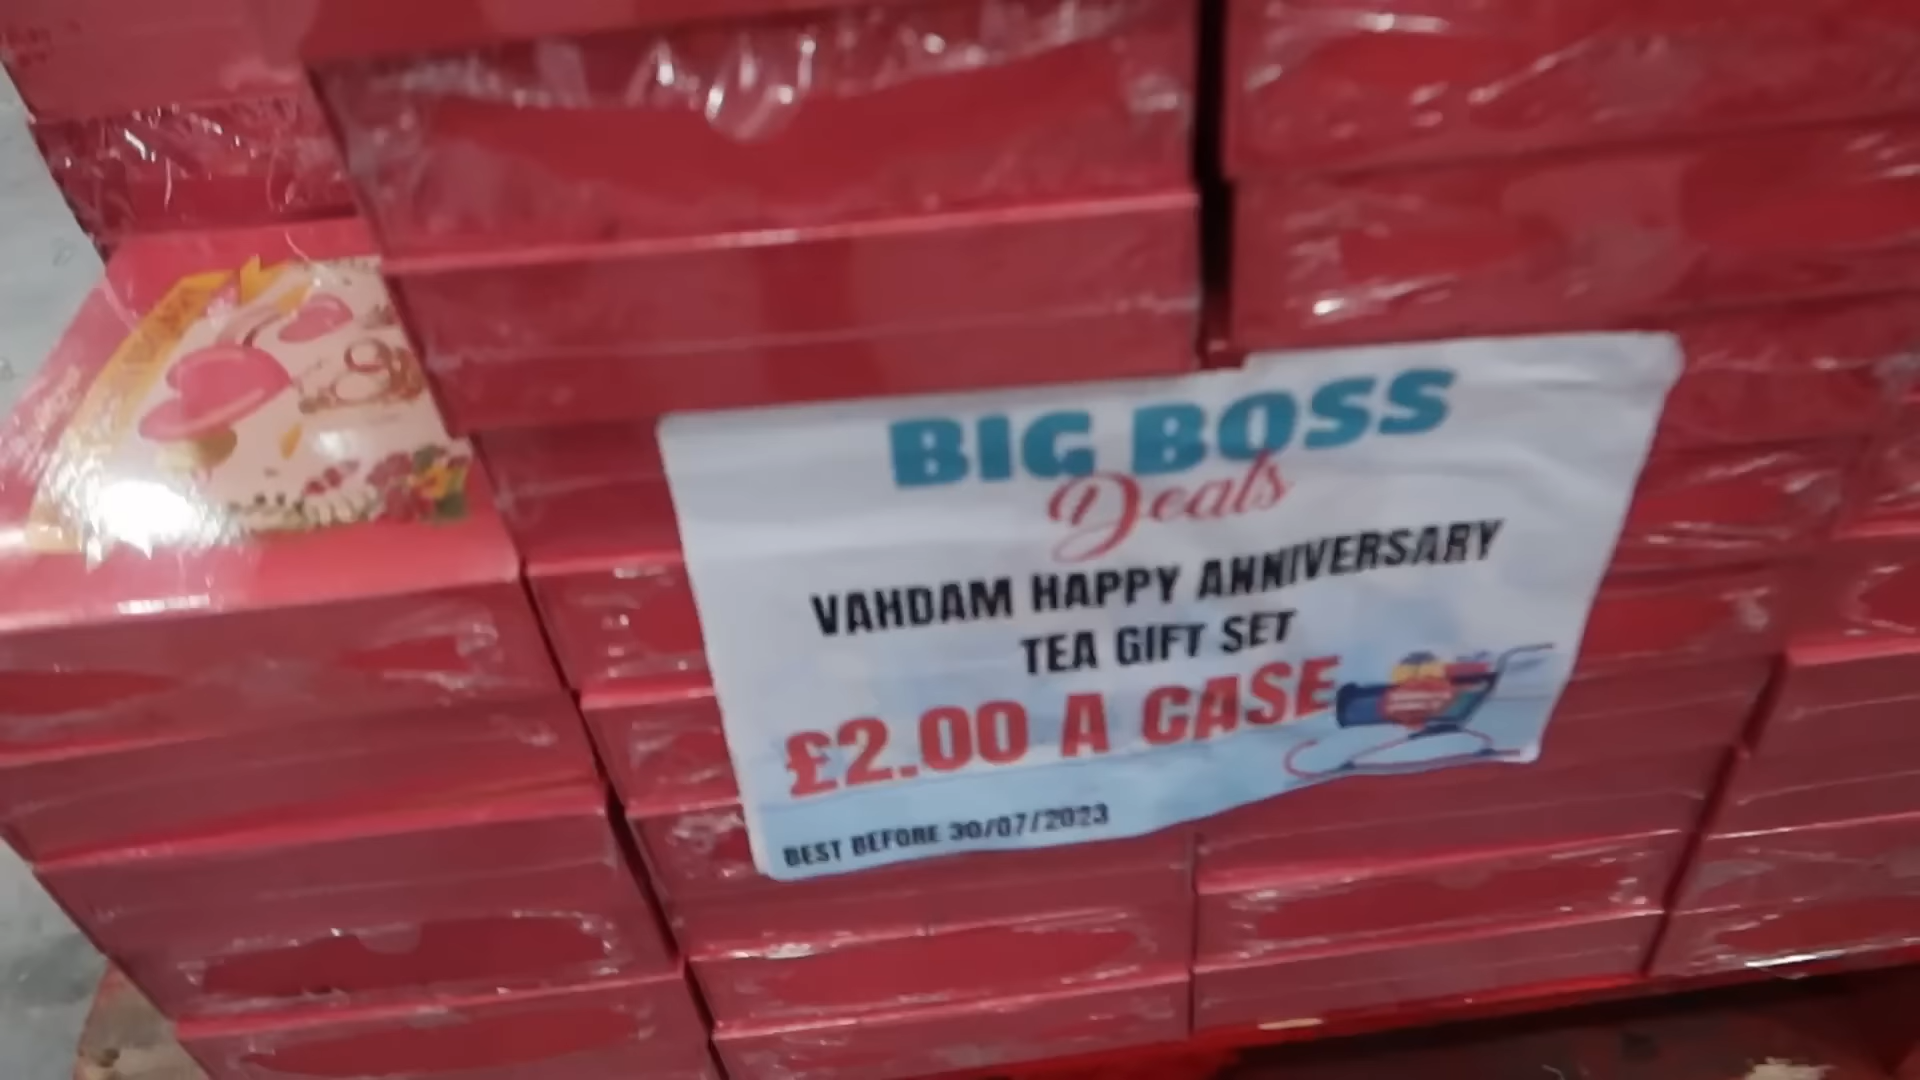 BIG BOSS
Deals
VAHDAM HAPPY ANNIVERSARY
TEA GIFT SET
£2.00 A CASE
BEST BEFORE 30/07/2023